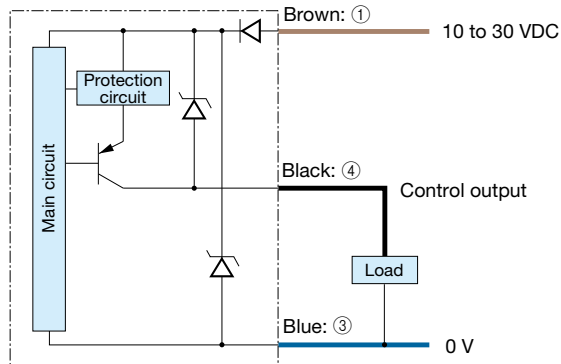 Brown: ①
10 to 30 VDC
Protection
circuit
Main circuit
Black: ④
Control output
Load
Blue: ③
0 V